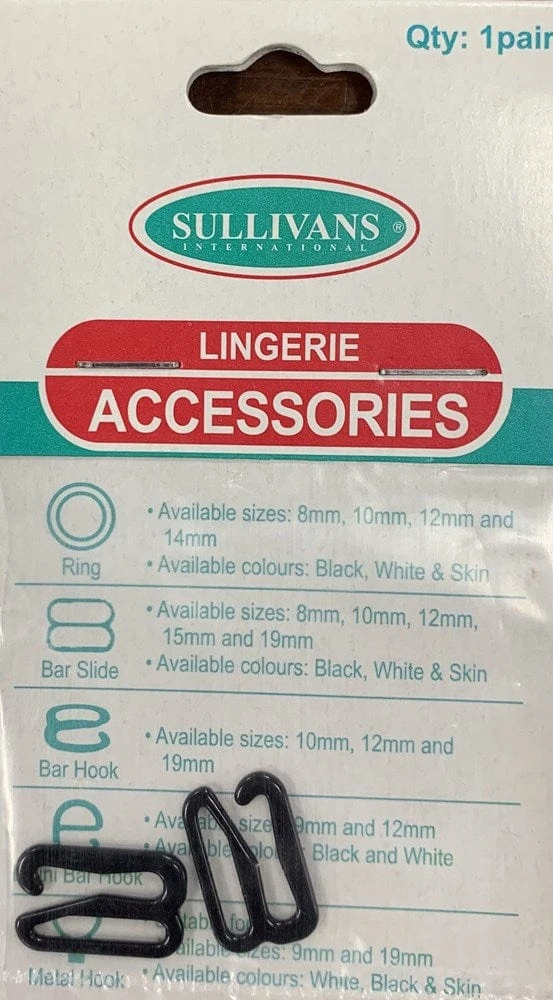 Qty: 1pair
SULLIVANS®
INTERNATIONAL
LINGERIE
ACCESSORIES
Ring
• Available sizes: 8mm, 10mm, 12mm and
14mm
• Available colours: Black, White & Skin
Bar Slide
• Available sizes: 8mm, 10mm, 12mm,
15mm and 19mm
• Available colours: Black, White & Skin
Bar Hook
• Available sizes: 10mm, 12mm and
19mm
Bar Hook
9mm and 12mm
Black and White
Metal Hook
9mm and 19mm
• Available colours: White, Black & Skin